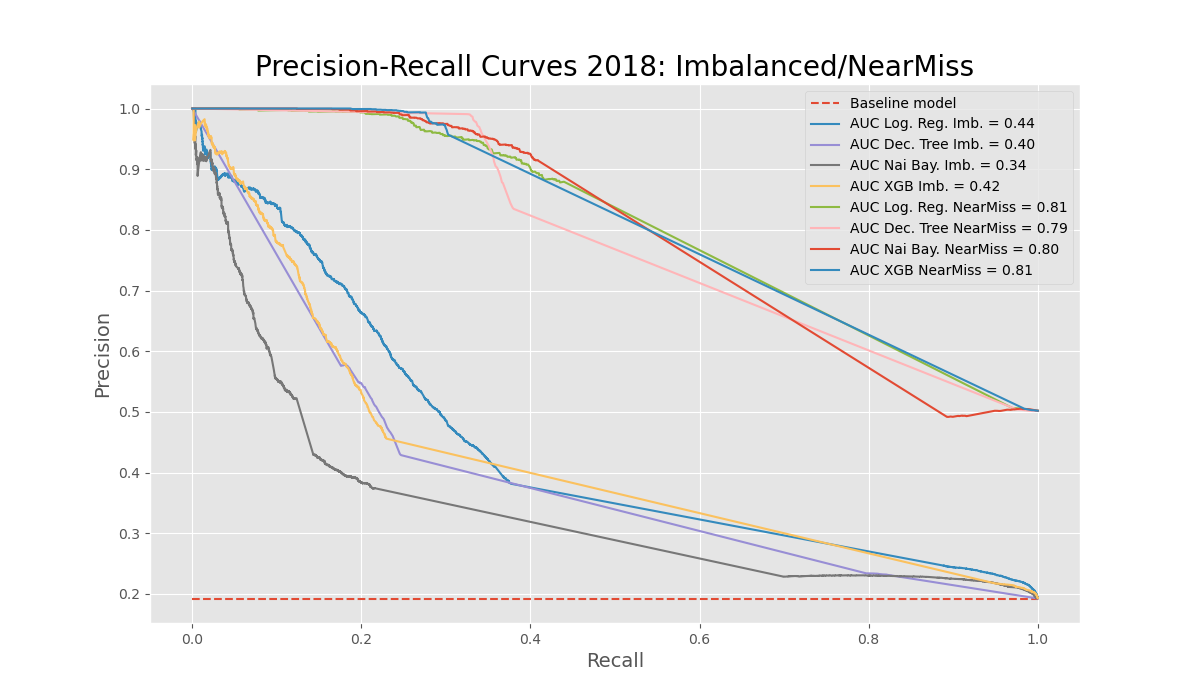 Precision-Recall Curves 2018: Imbalanced/NearMiss
Baseline model
AUC Log. Reg. Imb. = 0.44
AUC Dec. Tree Imb. = 0.40
AUC Nai Bay. Imb. = 0.34
AUC XGB Imb. = 0.42
AUC Log. Reg. NearMiss = 0.81
AUC Dec. Tree NearMiss = 0.79
AUC Nai Bay. NearMiss = 0.80
AUC XGB NearMiss = 0.81
Precision
1.0
0.9
0.8
0.7
0.6
0.5
0.4
0.3
0.2
0.0 0.2 0.4 0.6 0.8 1.0
Recall